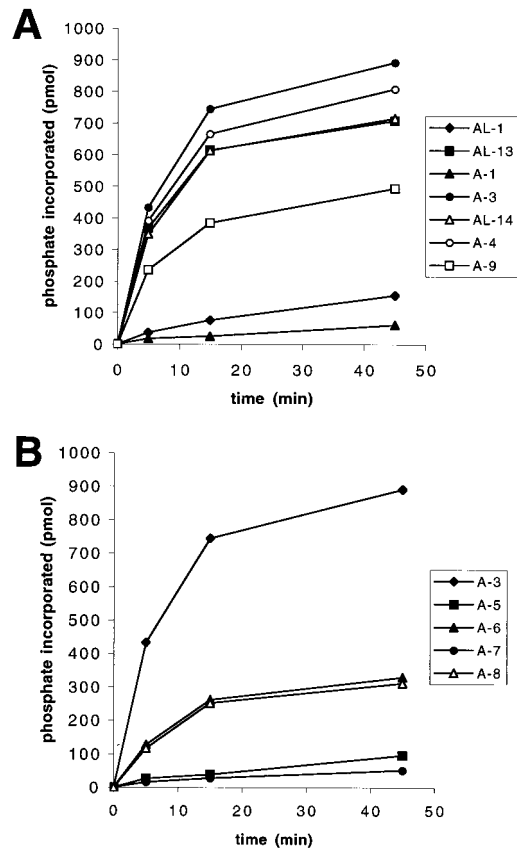 A
1000
900
800
700
600
500
400
300
200
100
0
phosphate incorporated (pmol)
0 10 20 30 40 50
time (min)
AL-1
AL-13
A-1
A-3
AL-14
A-4
A-9
B
1000
900
800
700
600
500
400
300
200
100
0
phosphate incorporated (pmol)
0 10 20 30 40 50
time (min)
A-3
A-5
A-6
A-7
A-8